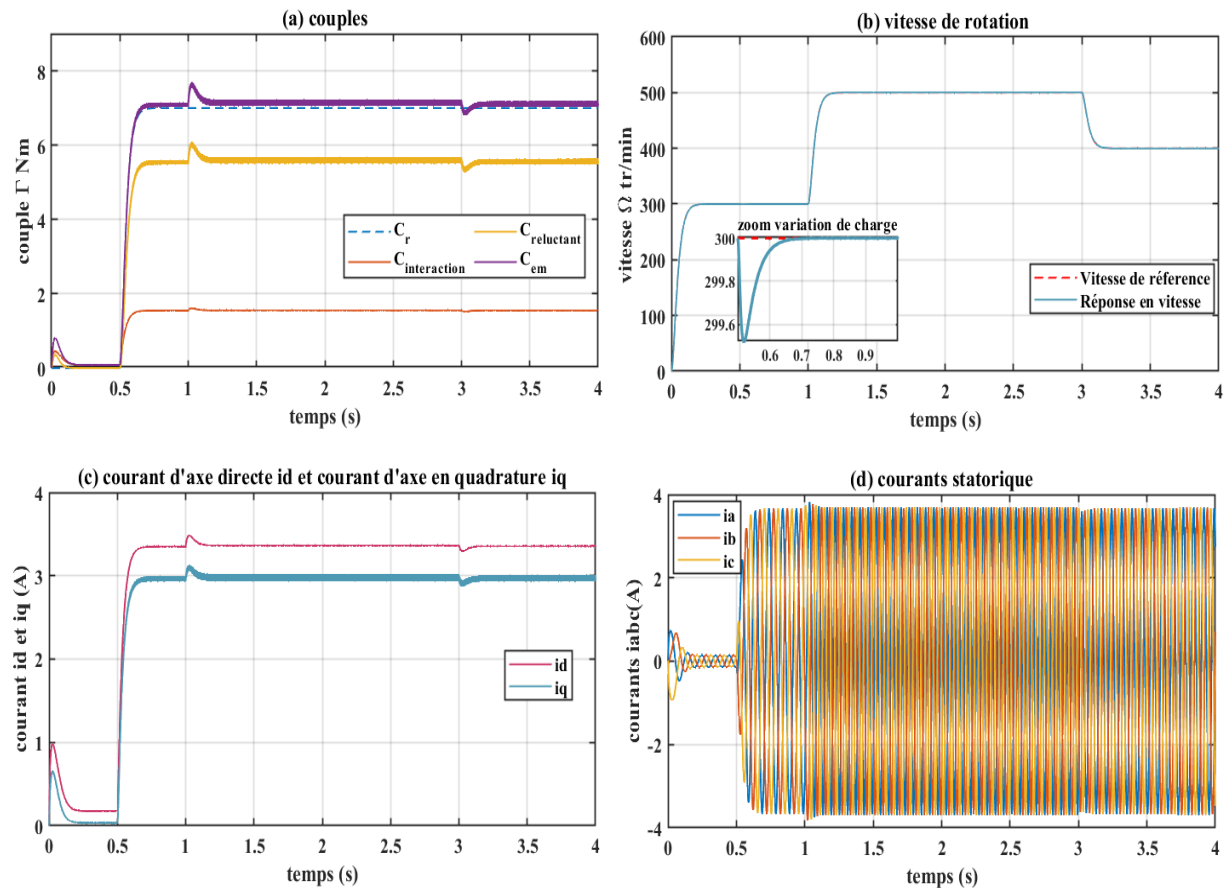 (a) couples
8
6
4
2
0
couple Γ Nm
C_r
C_reluctant
C_interaction
C_em
0 0.5 1 1.5 2 2.5 3 3.5 4
temps (s)
(b) vitesse de rotation
600
500
400
300
200
100
0
vitesse Ω tr/min
zoom variation de charge
300
299.8
299.6
0.6 0.7 0.8 0.9
Vitesse de réference
Réponse en vitesse
0 0.5 1 1.5 2 2.5 3 3.5 4
temps (s)
(c) courant d'axe directe id et courant d'axe en quadrature iq
4
3
2
1
0
courant id et iq (A)
id
iq
0 0.5 1 1.5 2 2.5 3 3.5 4
temps (s)
(d) courants statorique
4
2
0
-2
-4
courants iabc(A)
ia
ib
ic
0 0.5 1 1.5 2 2.5 3 3.5 4
temps (s)